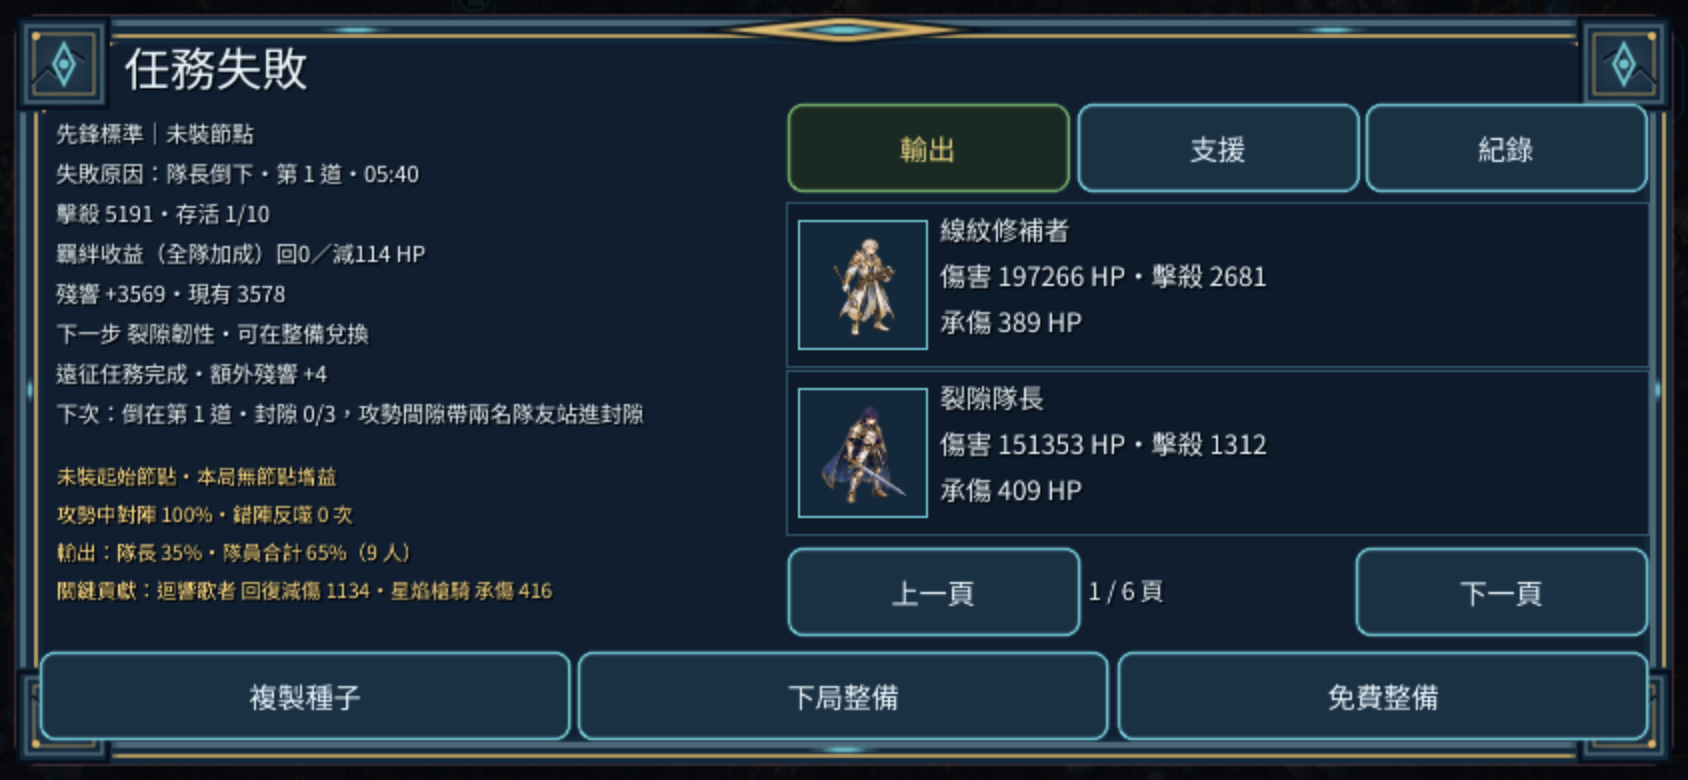 任務失敗
先鋒標準｜未裝節點
失敗原因：隊長倒下・第 1 道・05:40
擊殺 5191・存活 1/10
羈絆收益（全隊加成）回0／減114 HP
殘響 +3569・現有 3578
下一步 裂隙韌性・可在整備兌換
遠征任務完成・額外殘響 +4
下次：倒在第 1 道・封隙 0/3，攻勢間隙帶兩名隊友站進封隙
未裝起始節點・本局無節點增益
攻勢中對陣 100%・錯陣反噬 0 次
輸出：隊長 35%・隊員合計 65%（9 人）
關鍵貢獻：迴響歌者 回復減傷 1134・星焰槍騎 承傷 416
輸出
支援
紀錄
線紋修補者
傷害 197266 HP・擊殺 2681
承傷 389 HP
裂隙隊長
傷害 151353 HP・擊殺 1312
承傷 409 HP
上一頁
1 / 6 頁
下一頁
複製種子
下局整備
免費整備